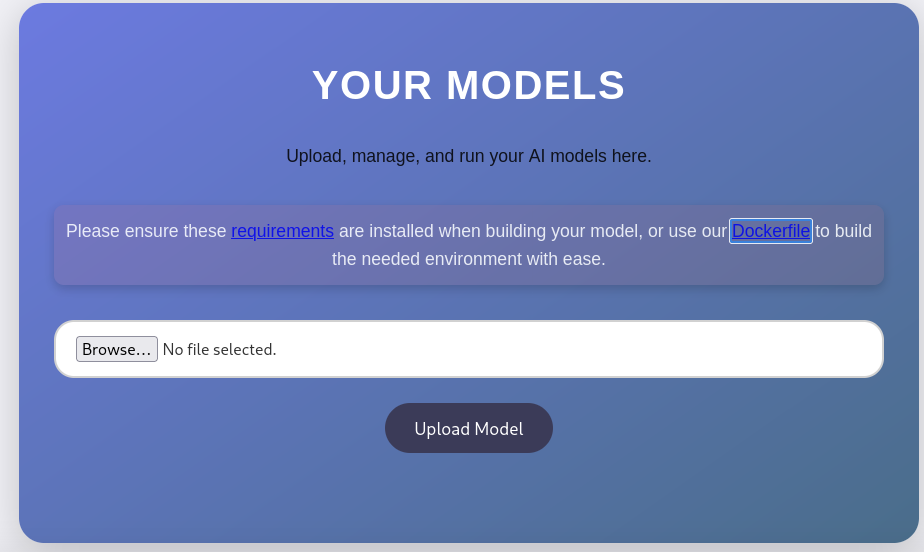 YOUR MODELS
Upload, manage, and run your AI models here.
Please ensure these requirements are installed when building your model, or use our Dockerfile to build
the needed environment with ease.
Browse... No file selected.
Upload Model